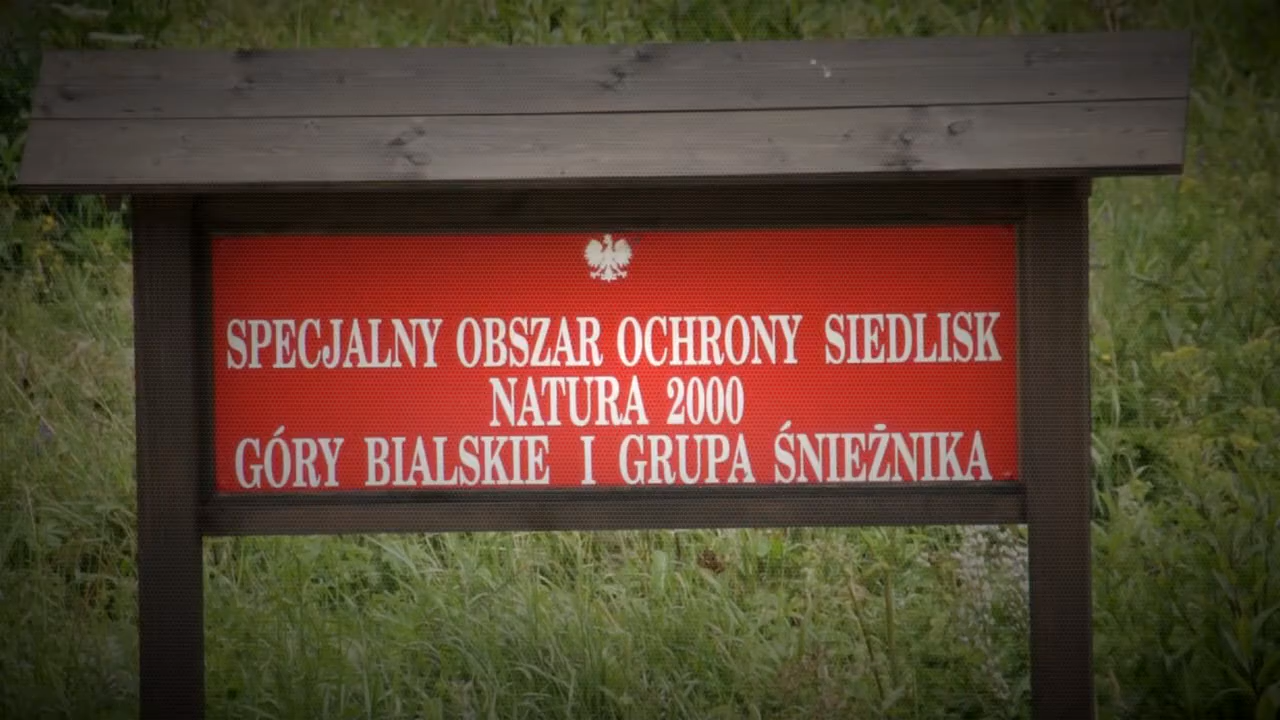 SPECJALNY OBSZAR OCHRONY SIEDLISK
NATURA 2000
GÓRY BIALSKIE I GRUPA ŚNIEŻNIKA